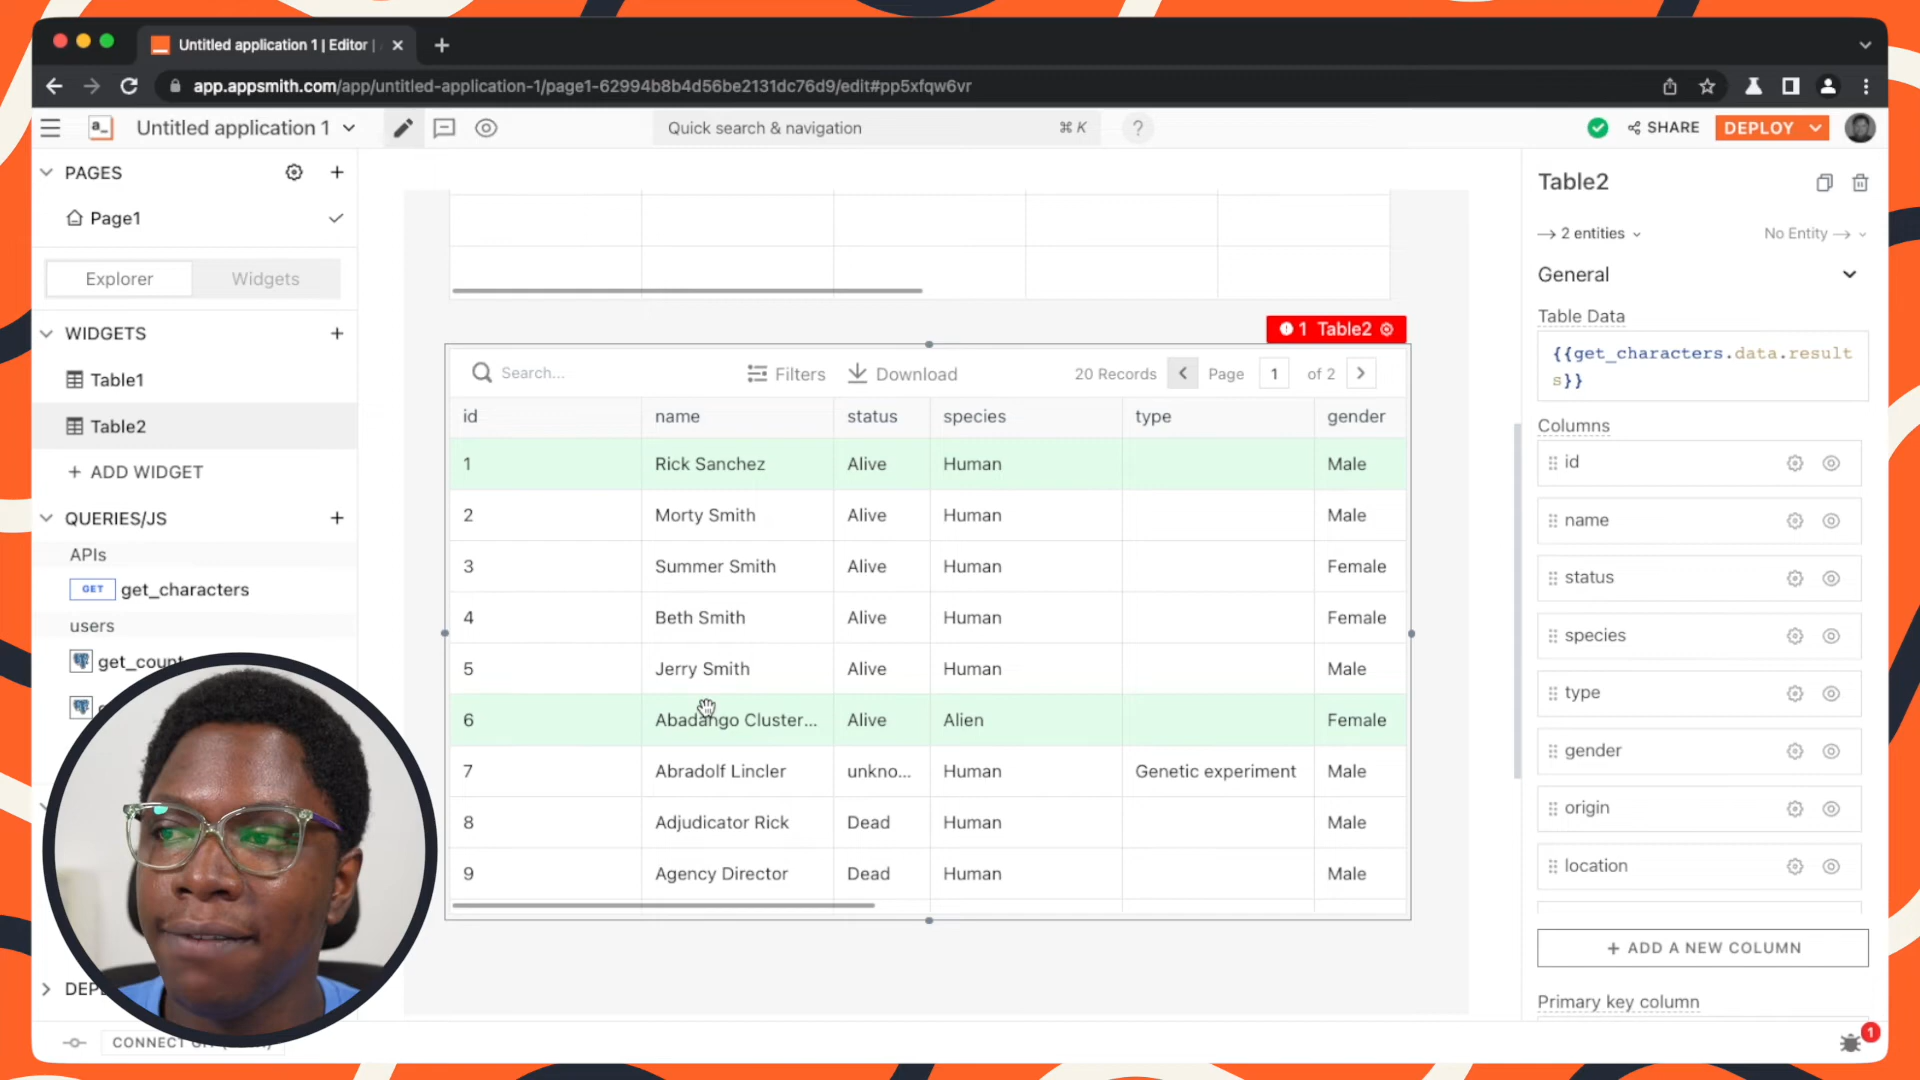 Untitled application 1 | Editor |
app.appsmith.com/app/untitled-application-1/page1-62994b8b4d56be2131dc76d9/edit#pp5xfqw6vr
a_
Untitled application 1
Quick search & navigation
⌘ K
?
SHARE
DEPLOY
PAGES
Page1
Explorer
Widgets
WIDGETS
Table1
Table2
+ ADD WIDGET
QUERIES/JS
APIs
GET get_characters
users
get_count
DEP
CONNECT
1 Table2
Search...
Filters
Download
20 Records
Page
1
of 2
id name status species type gender
1 Rick Sanchez Alive Human Male
2 Morty Smith Alive Human Male
3 Summer Smith Alive Human Female
4 Beth Smith Alive Human Female
5 Jerry Smith Alive Human Male
6 Abadango Cluster... Alive Alien Female
7 Abradolf Lincler unkno... Human Genetic experiment Male
8 Adjudicator Rick Dead Human Male
9 Agency Director Dead Human Male
Table2
2 entities
No Entity
General
Table Data
{{get_characters.data.result
s}}
Columns
id
name
status
species
type
gender
origin
location
+ ADD A NEW COLUMN
Primary key column
1